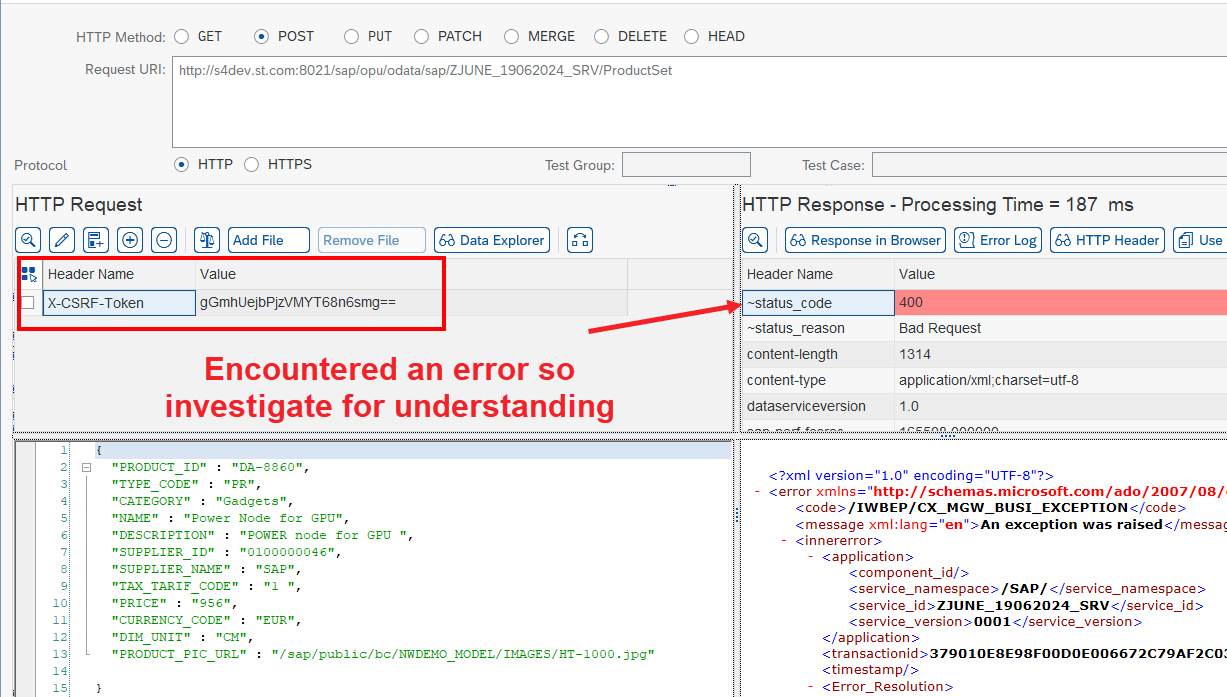 HTTP Method: GET POST PUT PATCH MERGE DELETE HEAD
Request URI: http://s4dev.st.com:8021/sap/opu/odata/sap/ZJUNE_19062024_SRV/ProductSet
Protocol HTTP HTTPS Test Group: Test Case:
HTTP Request
Add File Remove File Data Explorer
Header Name Value
X-CSRF-Token gGmhUejbPjzVMYT68n6smg==
Encountered an error so
investigate for understanding
HTTP Response - Processing Time = 187 ms
Response in Browser Error Log HTTP Header Use
Header Name Value
~status_code 400
~status_reason Bad Request
content-length 1314
content-type application/xml;charset=utf-8
dataserviceversion 1.0
1 {
2 "PRODUCT_ID" : "DA-8860",
3 "TYPE_CODE" : "PR",
4 "CATEGORY" : "Gadgets",
5 "NAME" : "Power Node for GPU",
6 "DESCRIPTION" : "POWER node for GPU ",
7 "SUPPLIER_ID" : "0100000046",
8 "SUPPLIER_NAME" : "SAP",
9 "TAX_TARIF_CODE" : "1 ",
10 "PRICE" : "956",
11 "CURRENCY_CODE" : "EUR",
12 "DIM_UNIT" : "CM",
13 "PRODUCT_PIC_URL" : "/sap/public/bc/NWDEMO_MODEL/IMAGES/HT-1000.jpg"
14
15 }
<?xml version="1.0" encoding="UTF-8"?>
- <error xmlns="http://schemas.microsoft.com/ado/2007/08/
<code>/IWBEP/CX_MGW_BUSI_EXCEPTION</code>
<message xml:lang="en">An exception was raised</messa
- <innererror>
- <application>
<component_id/>
<service_namespace>/SAP/</service_namespace>
<service_id>ZJUNE_19062024_SRV</service_id>
<service_version>0001</service_version>
</application>
<transactionid>379010E8E98F00D0E006672C79AF2C03
<timestamp/>
- <Error_Resolution>